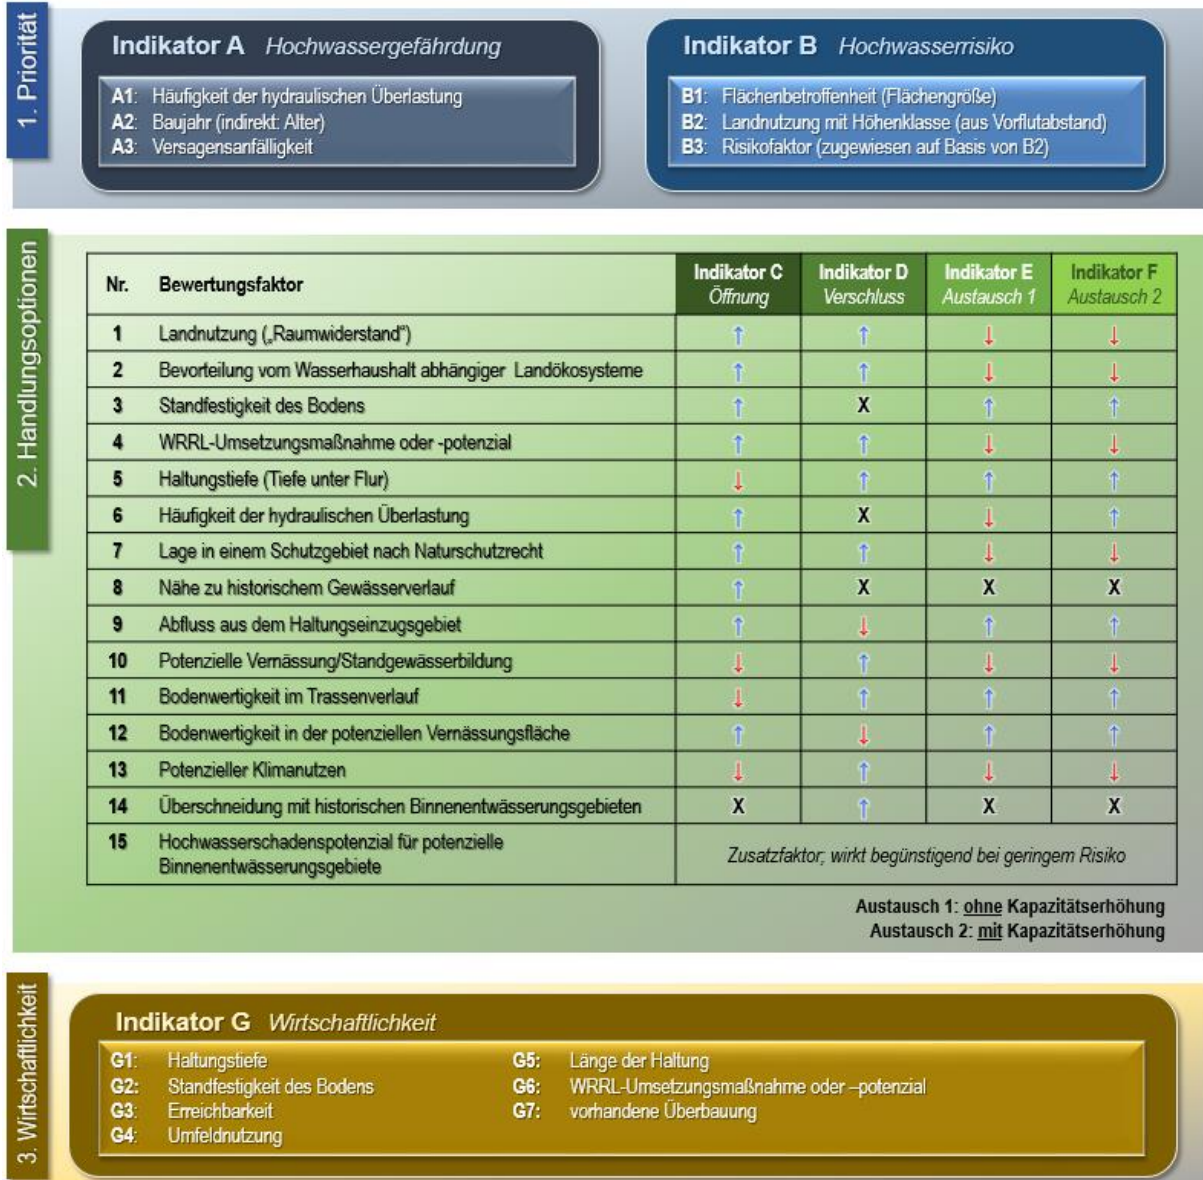 1. Priorität
Indikator A Hochwassergefährdung
A1: Häufigkeit der hydraulischen Überlastung
A2: Baujahr (indirekt: Alter)
A3: Versagensanfälligkeit
Indikator B Hochwasserrisiko
B1: Flächenbetroffenheit (Flächengröße)
B2: Landnutzung mit Höhenklasse (aus Vorflutabstand)
B3: Risikofaktor (zugewiesen auf Basis von B2)
2. Handlungsoptionen
Nr. Bewertungsfaktor Indikator C Indikator D Indikator E Indikator F
Öffnung Verschluss Austausch 1 Austausch 2
1 Landnutzung („Raumwiderstand“) ↑ ↑ ↓ ↓
2 Bevorteilung vom Wasserhaushalt abhängiger Landökosysteme ↑ ↑ ↓ ↓
3 Standfestigkeit des Bodens ↑ X ↑ ↑
4 WRRL-Umsetzungsmaßnahme oder -potenzial ↑ ↑ ↓ ↓
5 Haltungstiefe (Tiefe unter Flur) ↓ ↑ ↑ ↑
6 Häufigkeit der hydraulischen Überlastung ↑ X ↓ ↑
7 Lage in einem Schutzgebiet nach Naturschutzrecht ↑ ↑ ↓ ↓
8 Nähe zu historischem Gewässerverlauf ↑ X X X
9 Abfluss aus dem Haltungseinzugsgebiet ↑ ↓ ↑ ↑
10 Potenzielle Vernässung/Standgewässerbildung ↓ ↑ ↓ ↓
11 Bodenwertigkeit im Trassenverlauf ↓ ↑ ↑ ↑
12 Bodenwertigkeit in der potenziellen Vernässungsfläche ↑ ↓ ↑ ↑
13 Potenzieller Klimanutzen ↓ ↑ ↓ ↓
14 Überschneidung mit historischen Binnenentwässerungsgebieten X ↑ X X
15 Hochwasserschadenspotenzial für potenzielle
Binnenentwässerungsgebiete
Zusatzfaktor; wirkt begünstigend bei geringem Risiko
Austausch 1: ohne Kapazitätserhöhung
Austausch 2: mit Kapazitätserhöhung
3. Wirtschaftlichkeit
Indikator G Wirtschaftlichkeit
G1: Haltungstiefe
G2: Standfestigkeit des Bodens
G3: Erreichbarkeit
G4: Umfeldnutzung
G5: Länge der Haltung
G6: WRRL-Umsetzungsmaßnahme oder –potenzial
G7: vorhandene Überbauung